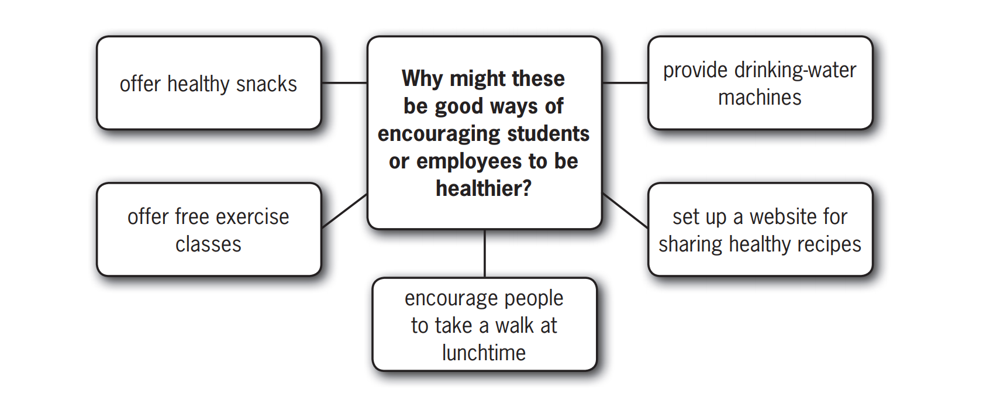 offer healthy snacks
Why might these
be good ways of
encouraging students
or employees to be
healthier?
provide drinking-water
machines
offer free exercise
classes
set up a website for
sharing healthy recipes
encourage people
to take a walk at
lunchtime